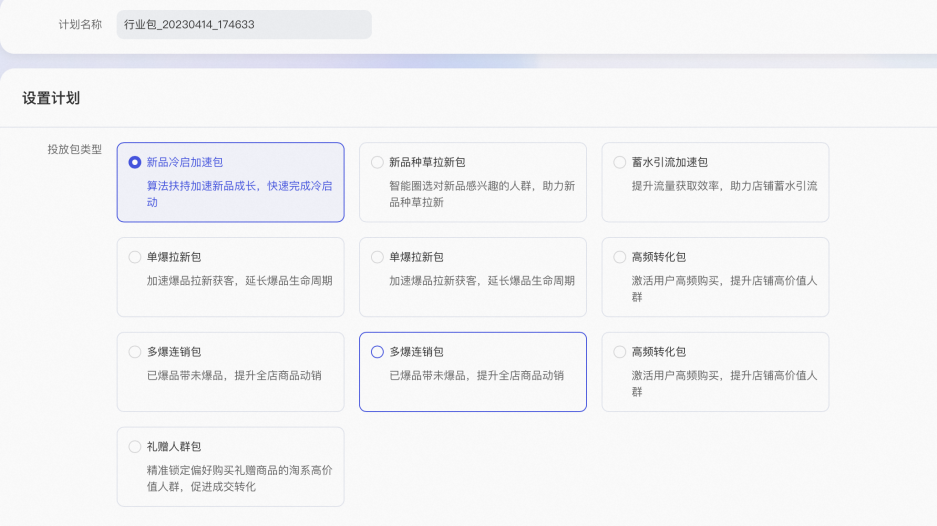 计划名称 行业包_20230414_174633
设置计划
投放包类型
新品冷启加速包
算法扶持加速新品成长，快速完成冷启
动
新品种草拉新包
智能圈选对新品感兴趣的人群，助力新
品种草拉新
蓄水引流加速包
提升流量获取效率，助力店铺蓄水引流
单爆拉新包
加速爆品拉新获客，延长爆品生命周期
单爆拉新包
加速爆品拉新获客，延长爆品生命周期
高频转化包
激活用户高频购买，提升店铺高价值人
群
多爆连销包
已爆品带未爆品，提升全店商品动销
多爆连销包
已爆品带未爆品，提升全店商品动销
高频转化包
激活用户高频购买，提升店铺高价值人
群
礼赠人群包
精准锁定偏好购买礼赠商品的淘系高价
值人群，促进成交转化